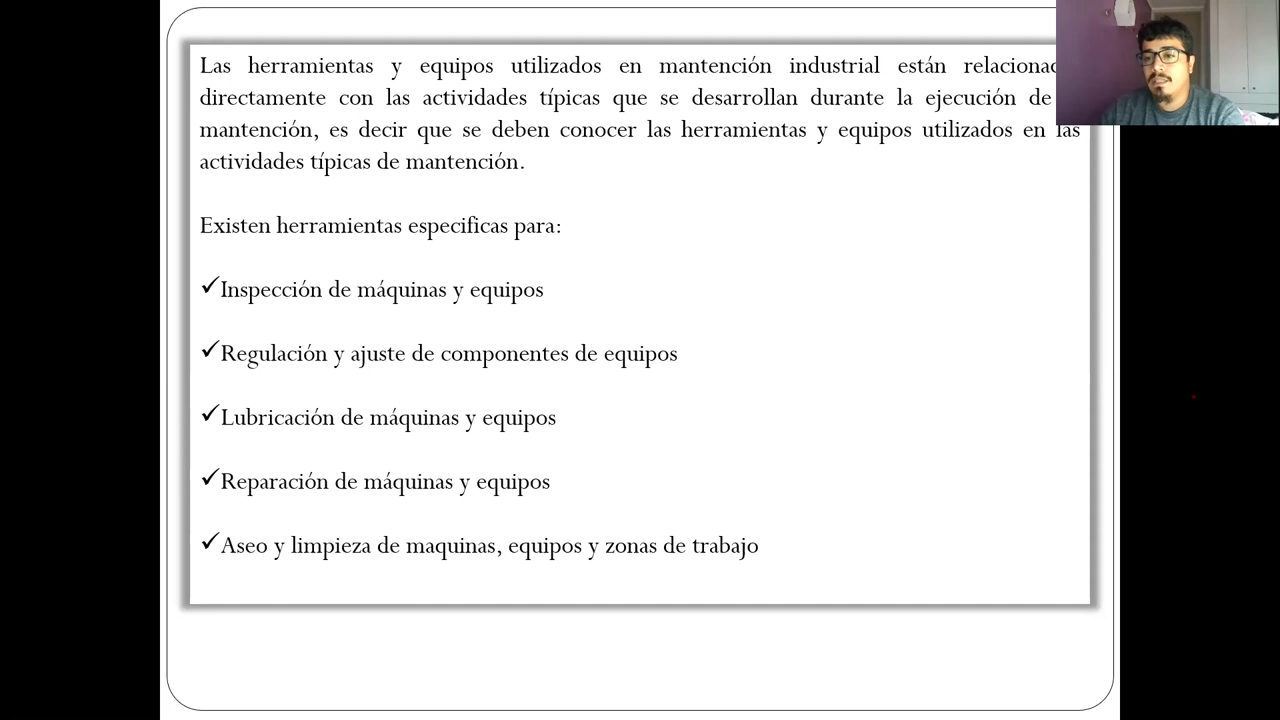 Las herramientas y equipos utilizados en mantención industrial están
directamente con las actividades típicas que se desarrollan durante la ejecución de
mantención, es decir que se deben conocer las herramientas y equipos utilizados en las
actividades típicas de mantención.
Existen herramientas especificas para:
✓Inspección de máquinas y equipos
✓Regulación y ajuste de componentes de equipos
✓Lubricación de máquinas y equipos
✓Reparación de máquinas y equipos
✓Aseo y limpieza de maquinas, equipos y zonas de trabajo